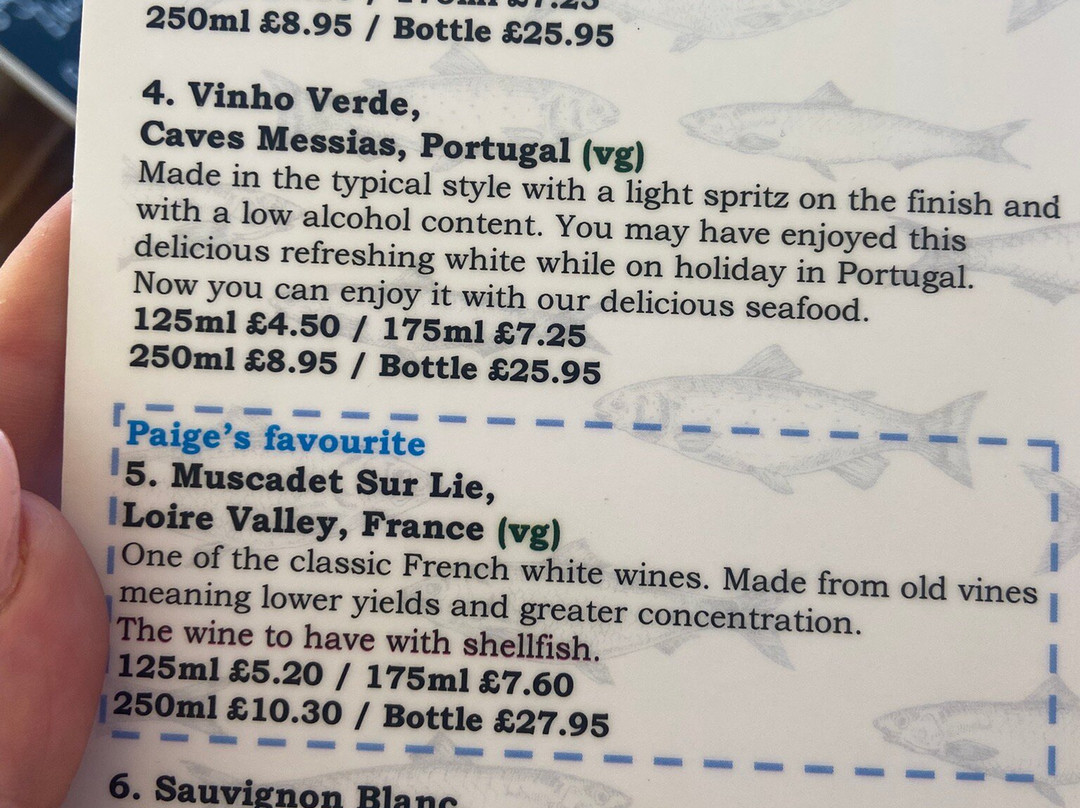 250ml £8.95 / Bottle £25.95
4. Vinho Verde,
Caves Messias, Portugal (vg)
Made in the typical style with a light spritz on the finish and
with a low alcohol content. You may have enjoyed this
delicious refreshing white while on holiday in Portugal.
Now you can enjoy it with our delicious seafood.
125ml £4.50 / 175ml £7.25
250ml £8.95 / Bottle £25.95
Paige's favourite
5. Muscadet Sur Lie,
Loire Valley, France (vg)
One of the classic French white wines. Made from old vines
meaning lower yields and greater concentration.
The wine to have with shellfish.
125ml £5.20 / 175ml £7.60
250ml £10.30 / Bottle £27.95
6. Sauvignon Blanc